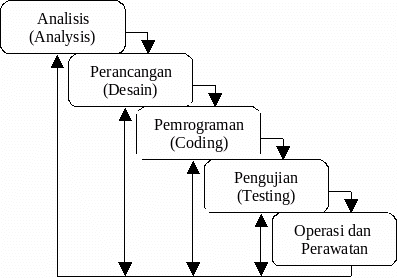 Analisis
(Analysis)
Perancangan
(Desain)
Pemrograman
(Coding)
Pengujian
(Testing)
Operasi dan
Perawatan